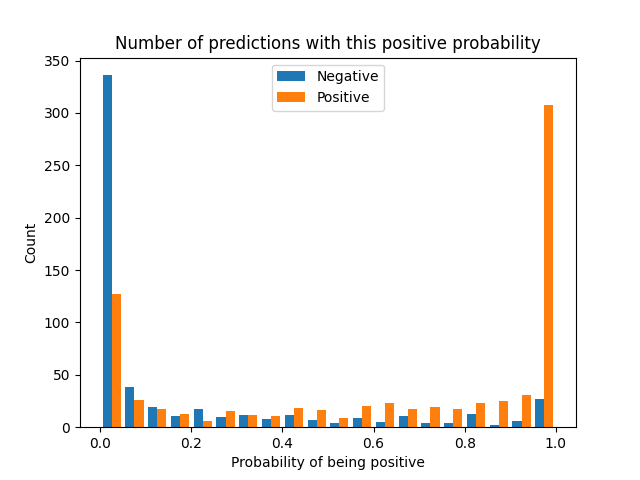 Number of predictions with this positive probability
350
300
250
200
150
100
50
0
Count
Negative
Positive
0.0 0.2 0.4 0.6 0.8 1.0
Probability of being positive